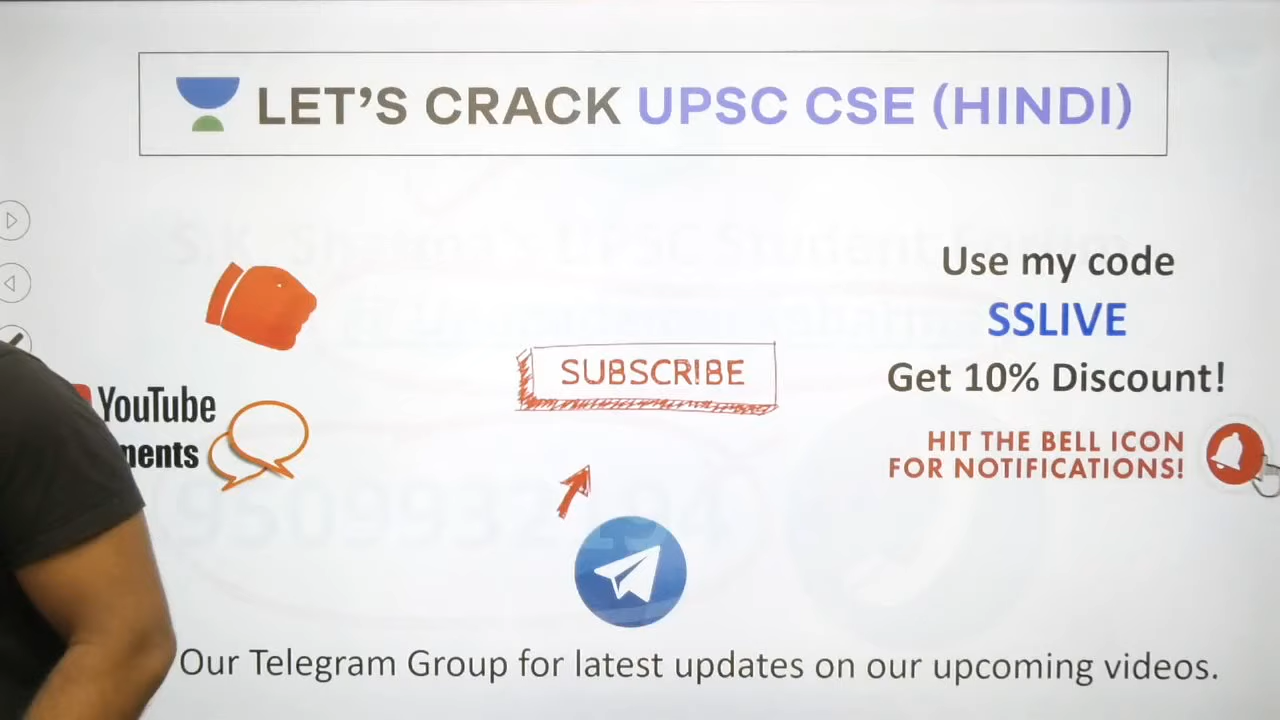 LET'S CRACK UPSC CSE (HINDI)
Use my code
SSLIVE
Get 10% Discount!
SUBSCRIBE
YouTube
HIT THE BELL ICON
FOR NOTIFICATIONS!
Our Telegram Group for latest updates on our upcoming videos.